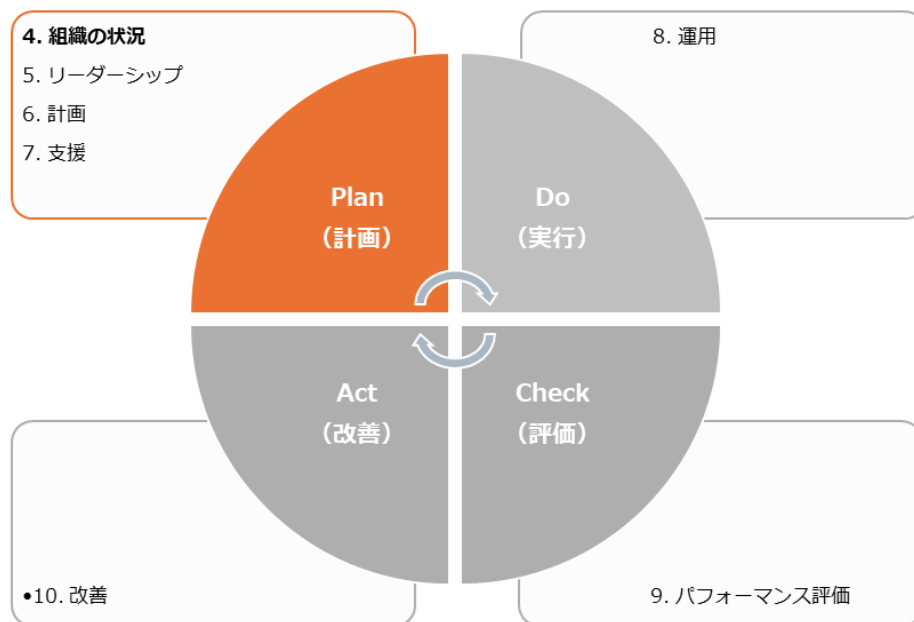 4. 組織の状況
5. リーダーシップ
6. 計画
7. 支援
8. 運用
Plan
（計画）
Do
（実行）
Act
（改善）
Check
（評価）
•10. 改善
9. パフォーマンス評価